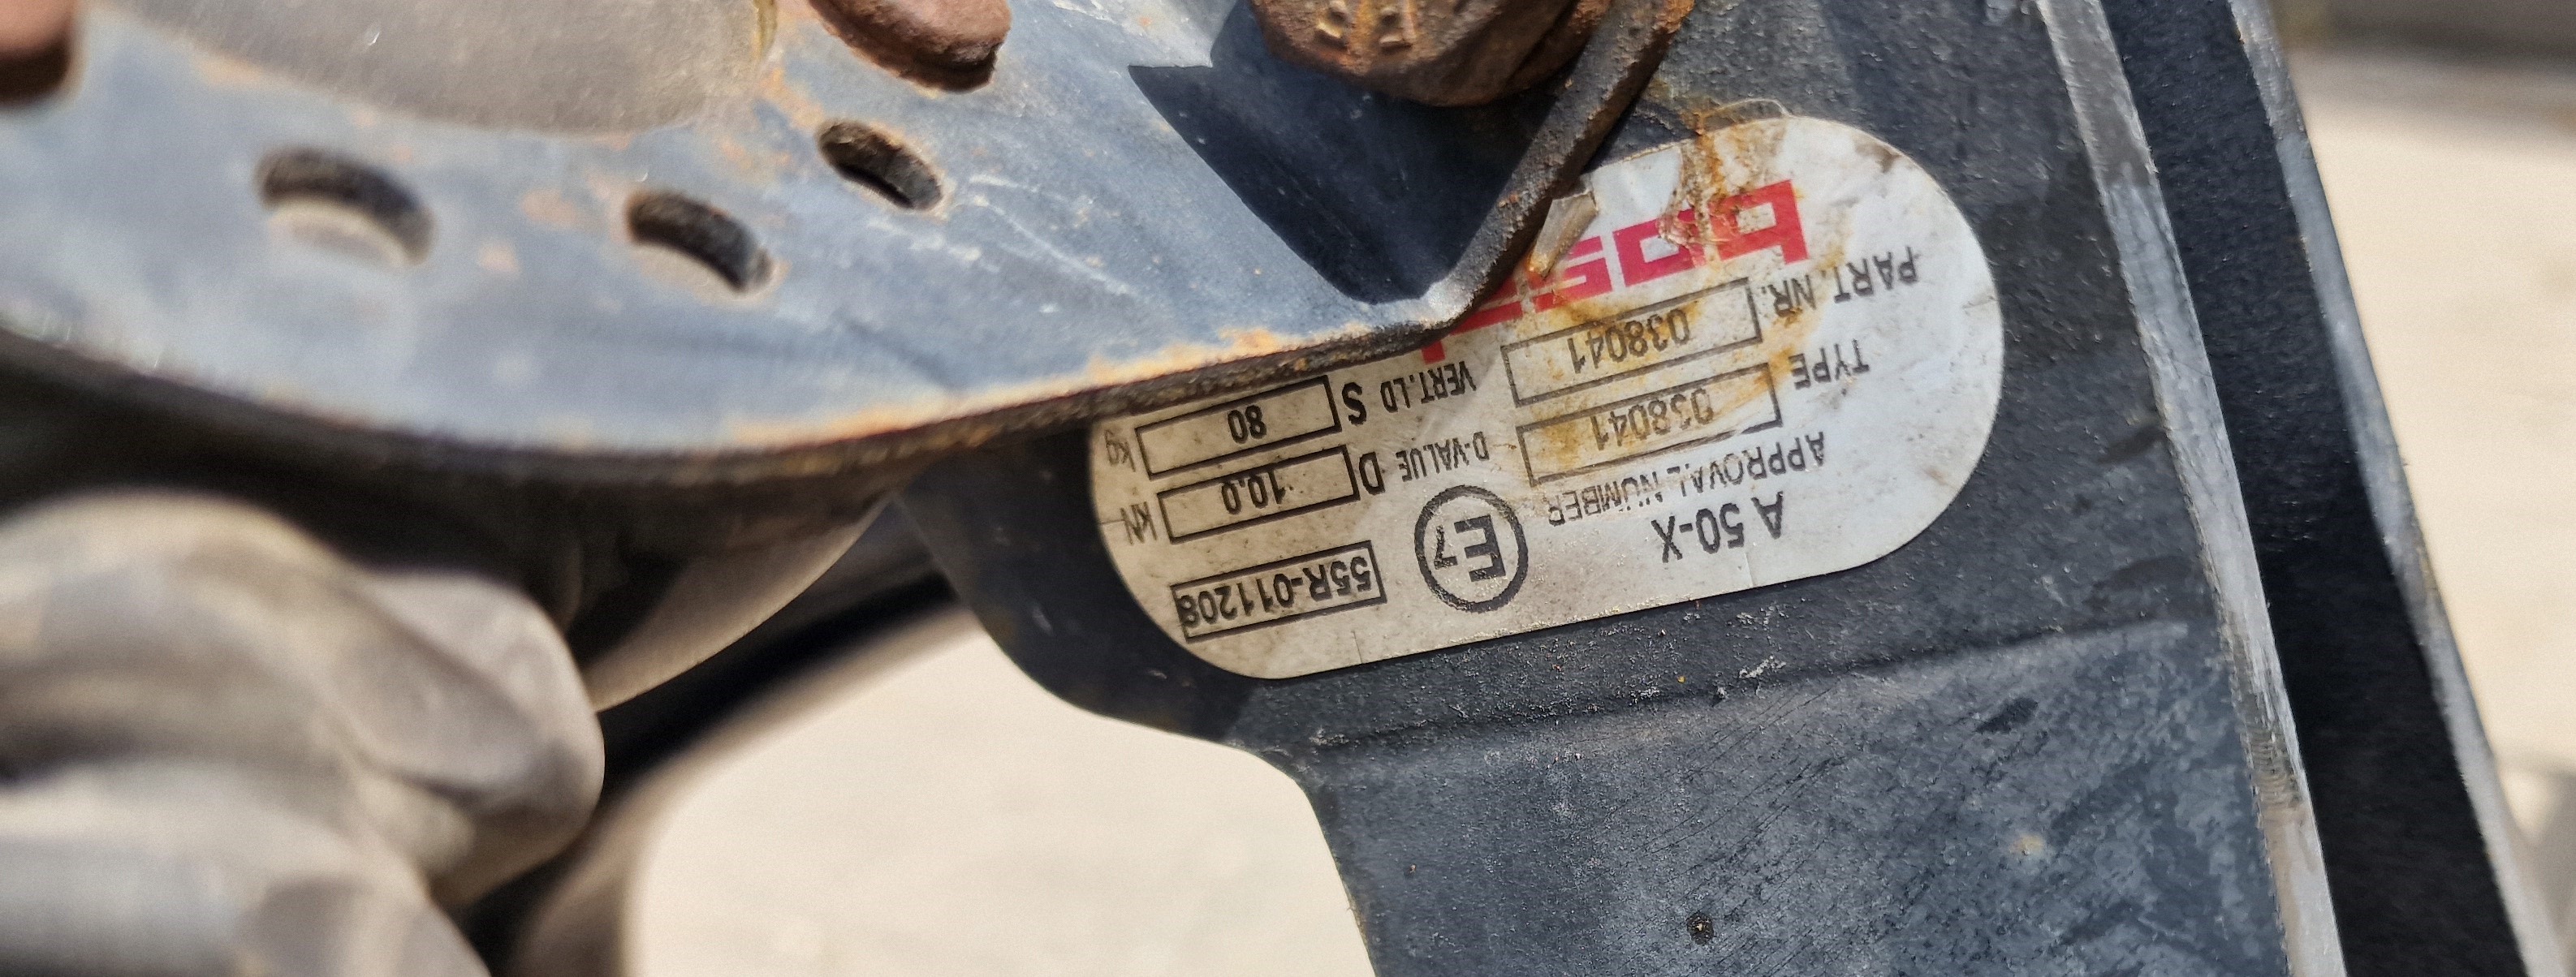 bosal
PART. NR. 038041 VERT.LD S 80 kg
TYPE 038041 D-VALUE D 10.0 kN
APPROVAL NUMBER
A 50-X E7 55R-011208